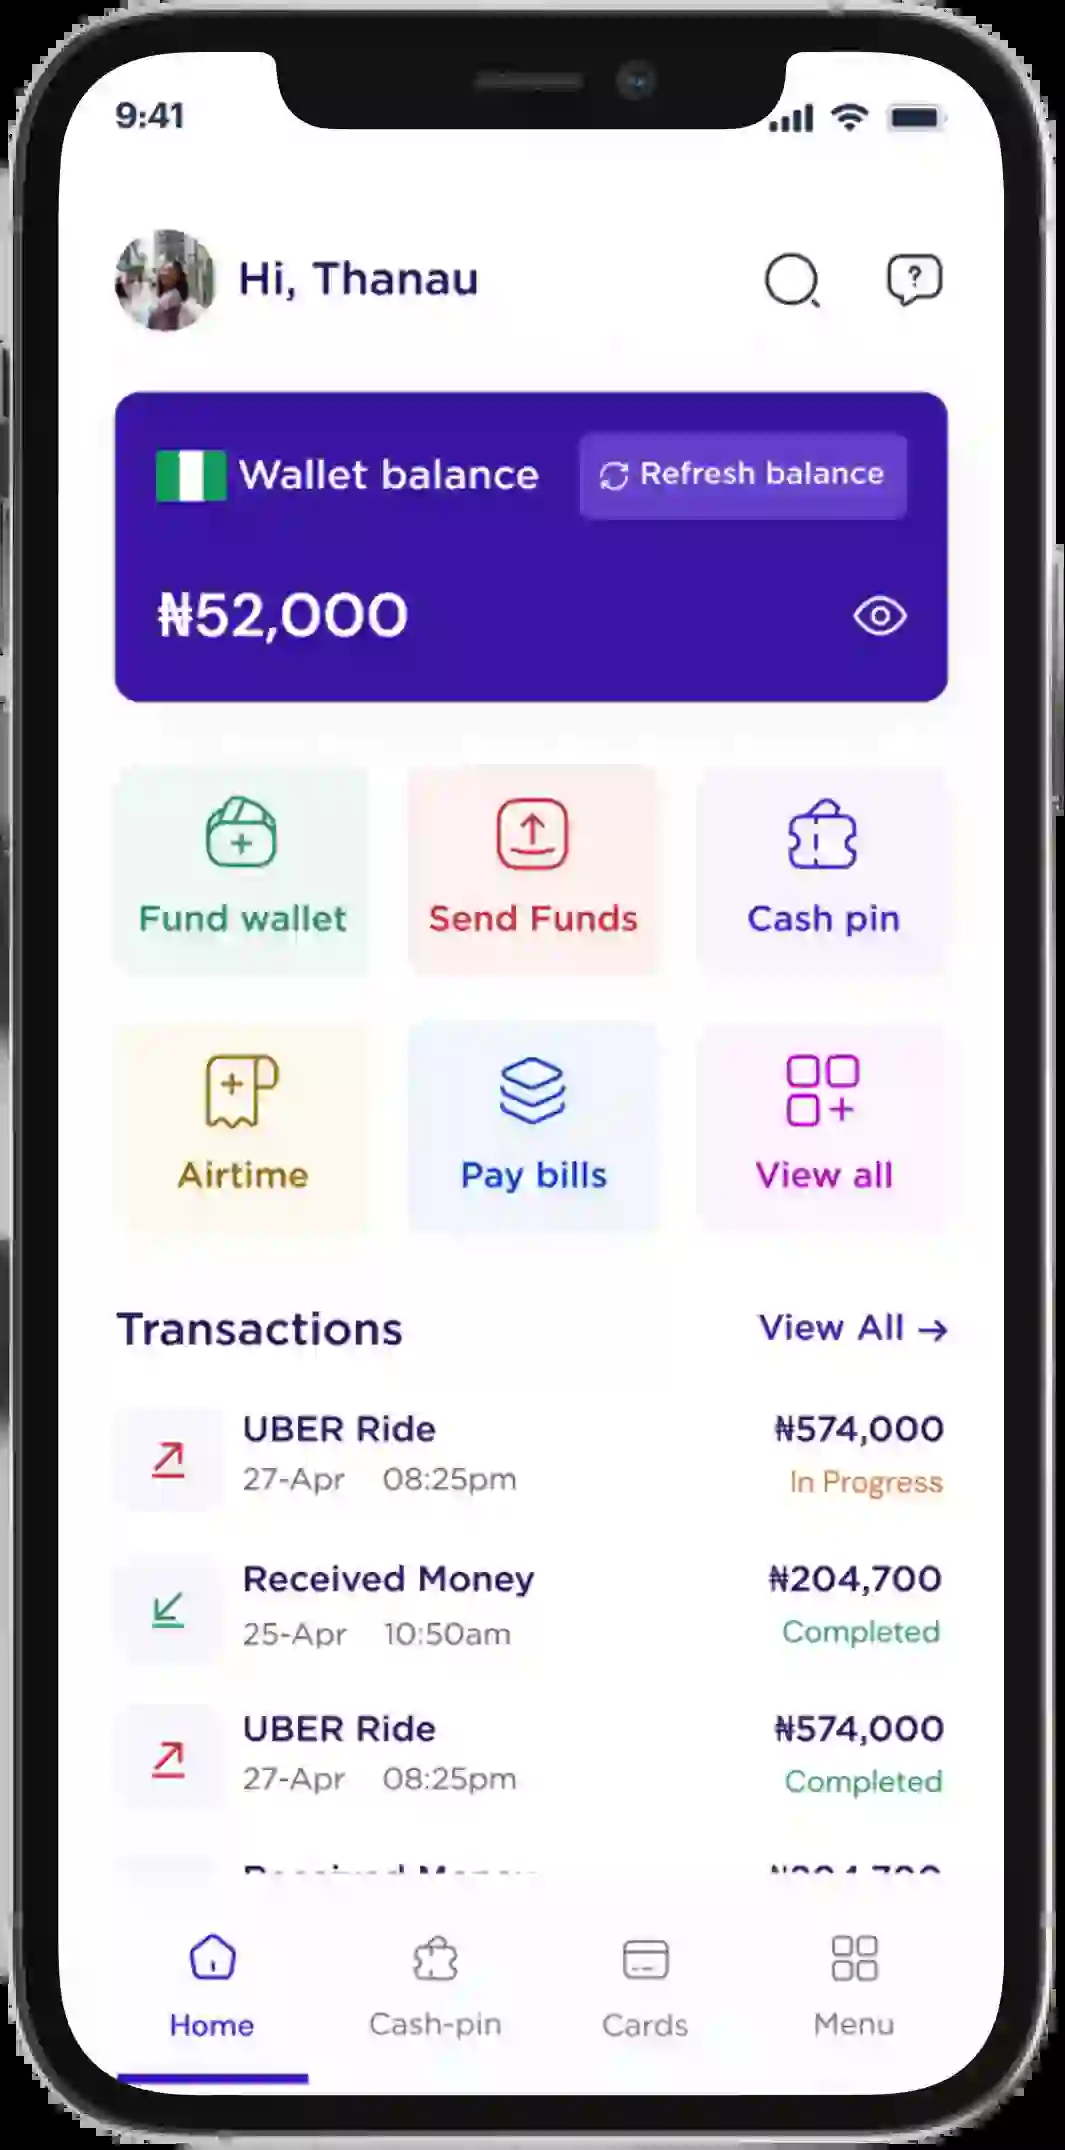 9:41
Hi, Thanau
Wallet balance
Refresh balance
₦52,000
Fund wallet
Send Funds
Cash pin
Airtime
Pay bills
View all
Transactions
View All →
UBER Ride
₦574,000
27-Apr 08:25pm
In Progress
Received Money
₦204,700
25-Apr 10:50am
Completed
UBER Ride
₦574,000
27-Apr 08:25pm
Completed
Home
Cash-pin
Cards
Menu